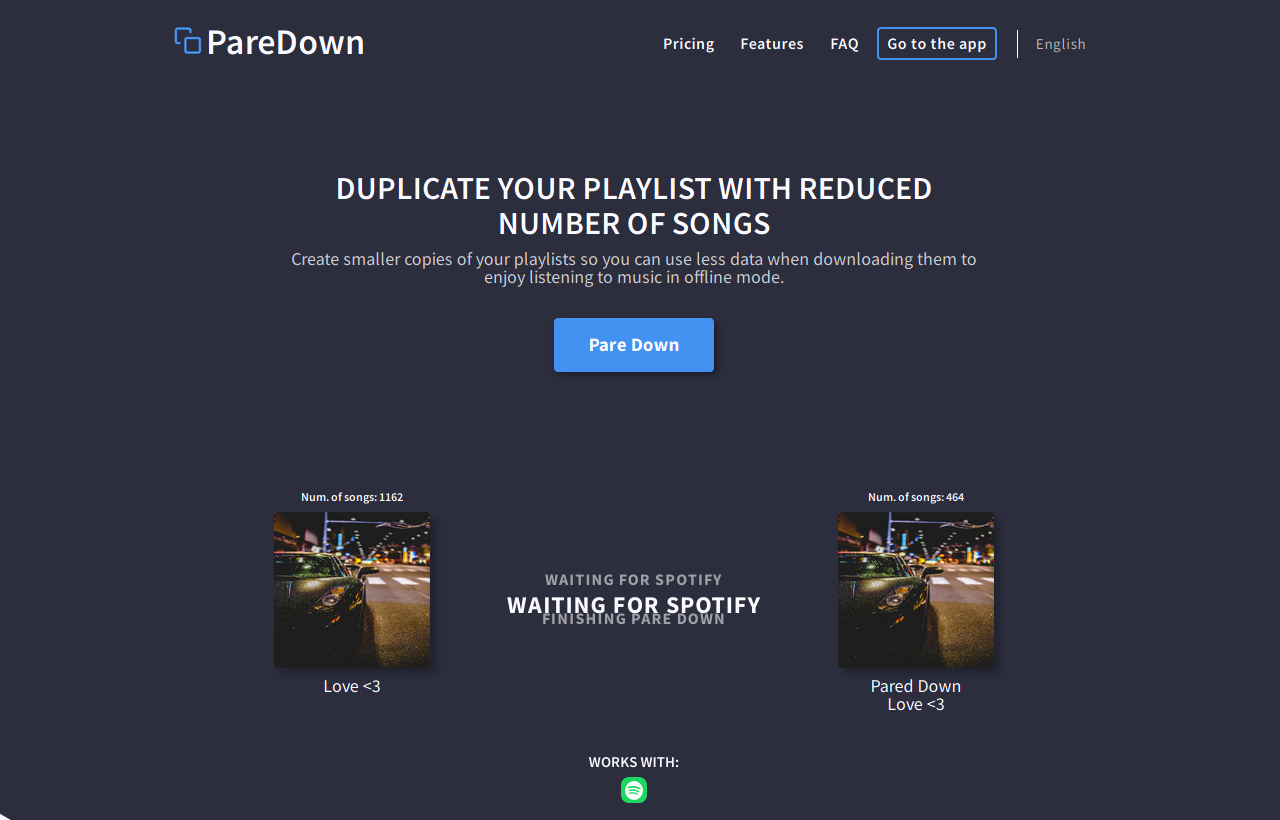 PareDown
Pricing
Features
FAQ
Go to the app
English
DUPLICATE YOUR PLAYLIST WITH REDUCED
NUMBER OF SONGS
Create smaller copies of your playlists so you can use less data when downloading them to
enjoy listening to music in offline mode.
Pare Down
Num. of songs: 1162
Num. of songs: 464
WAITING FOR SPOTIFY
WAITING FOR SPOTIFY
FINISHING PARE DOWN
Love <3
Pared Down
Love <3
WORKS WITH: